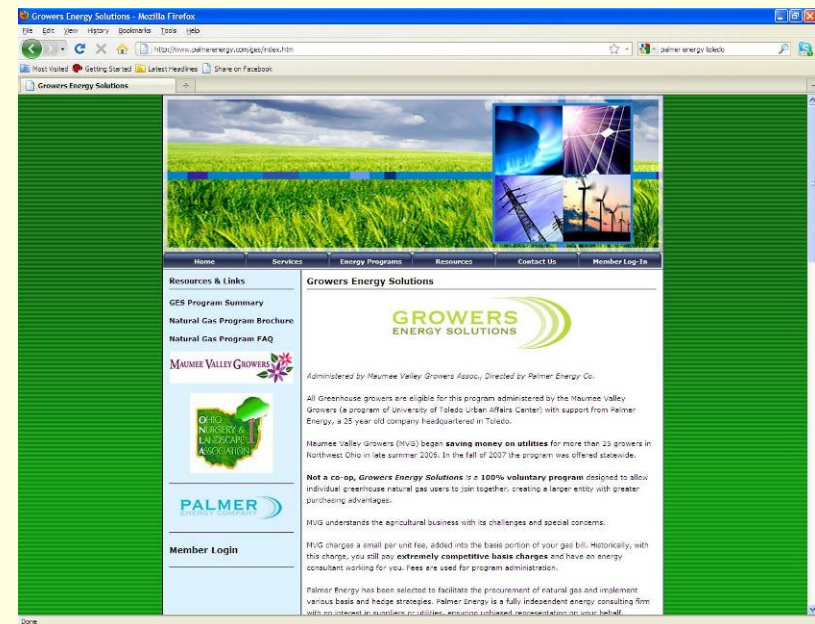 Growers Energy Solutions - Mozilla Firefox
File Edit View History Bookmarks Tools Help
http://www.palmerenergy.com/ges/index.htm
palmer energy toledo
Most Visited Getting Started Latest Headlines Share on Facebook
Growers Energy Solutions
Home Services Energy Programs Resources Contact Us Member Log-In
Resources & Links
GES Program Summary
Natural Gas Program Brochure
Natural Gas Program FAQ
MAUMEE VALLEY GROWERS
OHIO
NURSERY &
LANDSCAPE
ASSOCIATION
PALMER
ENERGY COMPANY
Member Login
Growers Energy Solutions
GROWERS
ENERGY SOLUTIONS
Administered by Maumee Valley Growers Assoc., Directed by Palmer Energy Co.
All Greenhouse growers are eligible for this program administered by the Maumee Valley
Growers (a program of University of Toledo Urban Affairs Center) with support from Palmer
Energy, a 25 year old company headquartered in Toledo.
Maumee Valley Growers (MVG) began saving money on utilities for more than 25 growers in
Northwest Ohio in late summer 2006. In the fall of 2007 the program was offered statewide.
Not a co-op, Growers Energy Solutions is a 100% voluntary program designed to allow
individual greenhouse natural gas users to join together, creating a larger entity with greater
purchasing advantages.
MVG understands the agricultural business with its challenges and special concerns.
MVG charges a small per unit fee, added into the basis portion of your gas bill. Historically, with
this charge, you still pay extremely competitive basis charges and have an energy
consultant working for you. Fees are used for program administration.
Palmer Energy has been selected to facilitate the procurement of natural gas and implement
various basis and hedge strategies. Palmer Energy is a fully independent energy consulting firm
with no interest in suppliers or utilities, ensuring unbiased representation on your behalf.
Done